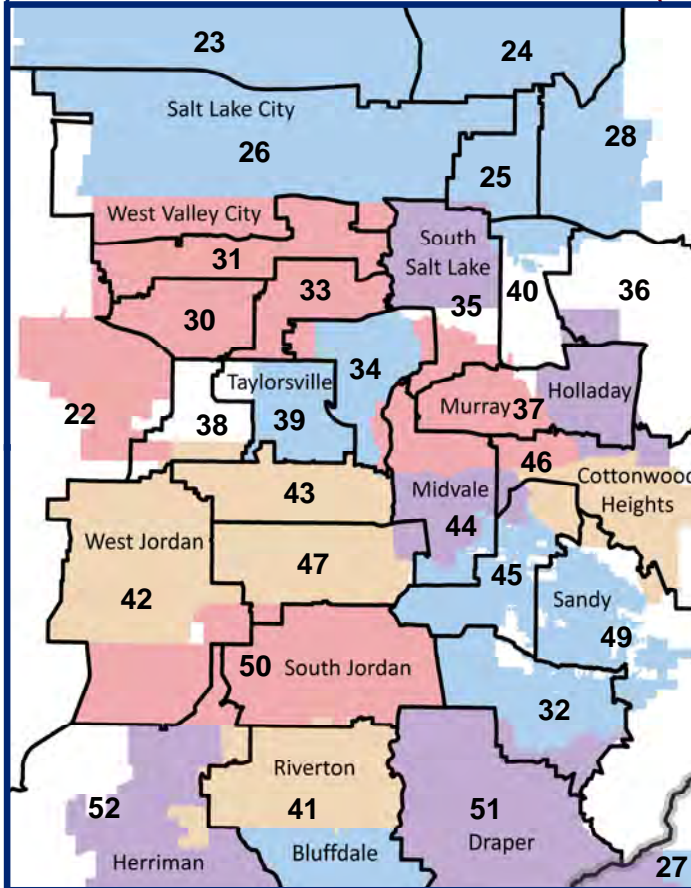 23
24
Salt Lake City
26
28
25
West Valley City
31
South
Salt Lake
33
35
40
36
30
34
Taylorsville
22
38
39
Murray 37
Holladay
46
43
Midvale
44
Cottonwood
Heights
West Jordan
42
47
45
Sandy
49
50 South Jordan
32
Riverton
41
52
51
Herriman
Bluffdale
Draper
27